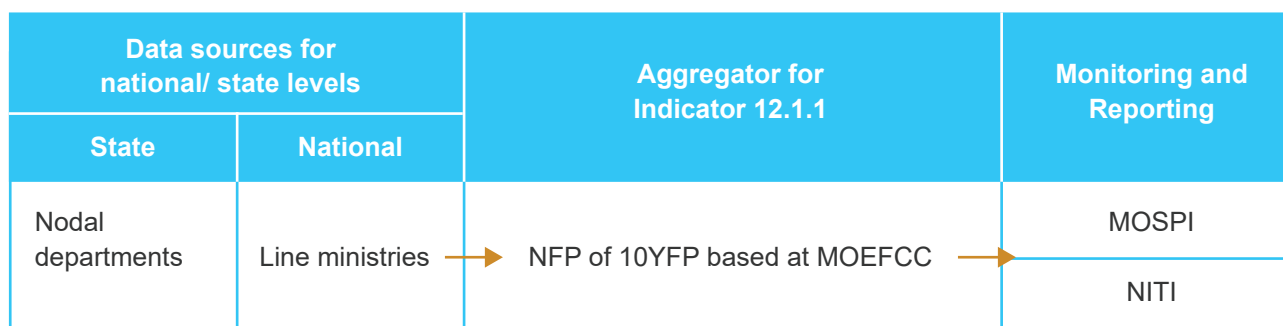 Data sources for
national/ state levels
Aggregator for
Indicator 12.1.1
Monitoring and
Reporting
State
National
Nodal
departments
Line ministries
NFP of 10YFP based at MOEFCC
MOSPI
NITI